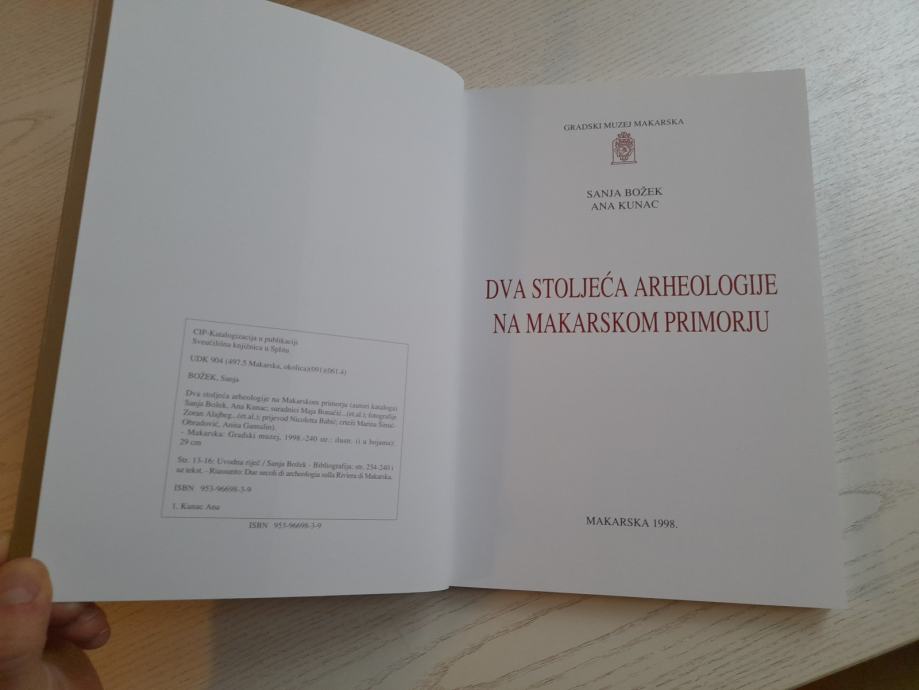 CIP-Katalogizacija u publikaciji
Sveučilišna knjižnica u Splitu
UDK 904 (497.5 Makarska, okolica)(091)(061.4)
BOŽEK, Sanja
Dva stoljeća arheologije na Makarskom primorju (autori kataloga)
Sanja Božek, Ana Kunac; suradnici Maja Bonačić...(et.al.); fotografije
Zoran Alajbeg...(et.al.); prijevod Nicoletta Babić; crteži Marina Šimić-
Obradović, Anita Gamulin).
- Makarska: Gradski muzej, 1998.-240 str.: ilustr. (i u bojama);
29 cm
Str. 13-16: Uvodna riječ / Sanja Božek - Bibliografija: str. 234-240 i
uz tekst. - Riassunto: Due secoli di archeologia sulla Riviera di Makarska.
ISBN 953-96698-3-9
1. Kunac Ana
ISBN 953-96698-3-9
GRADSKI MUZEJ MAKARSKA
SANJA BOŽEK
ANA KUNAC
DVA STOLJEĆA ARHEOLOGIJE
NA MAKARSKOM PRIMORJU
MAKARSKA 1998.